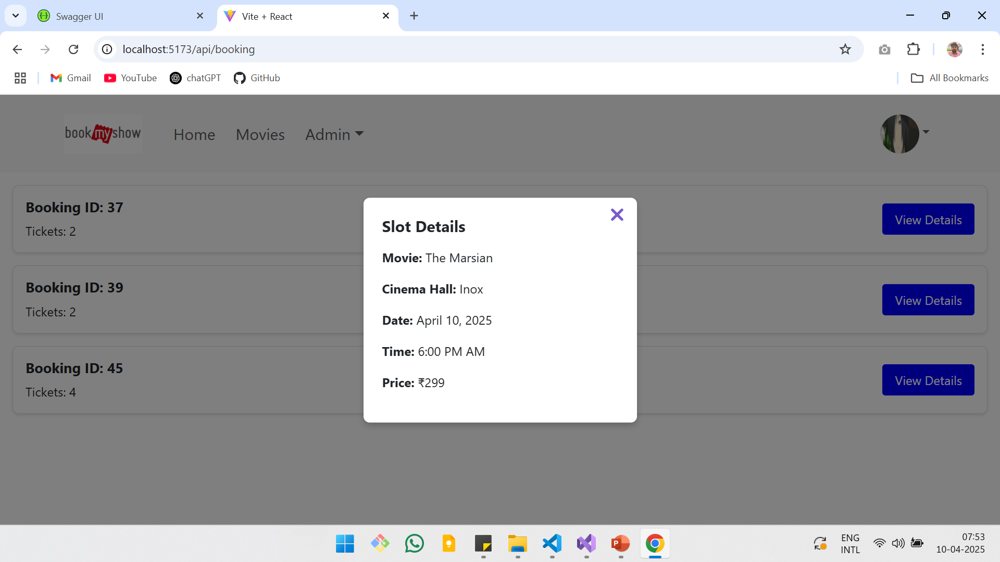 Swagger UI
Vite + React
localhost:5173/api/booking
Gmail
YouTube
chatGPT
GitHub
All Bookmarks
bookmyshow
Home
Movies
Admin
Booking ID: 37
Tickets: 2
View Details
Booking ID: 39
Tickets: 2
View Details
Booking ID: 45
Tickets: 4
View Details
Slot Details
Movie: The Marsian
Cinema Hall: Inox
Date: April 10, 2025
Time: 6:00 PM AM
Price: ₹299
P
ENG
INTL
07:53
10-04-2025